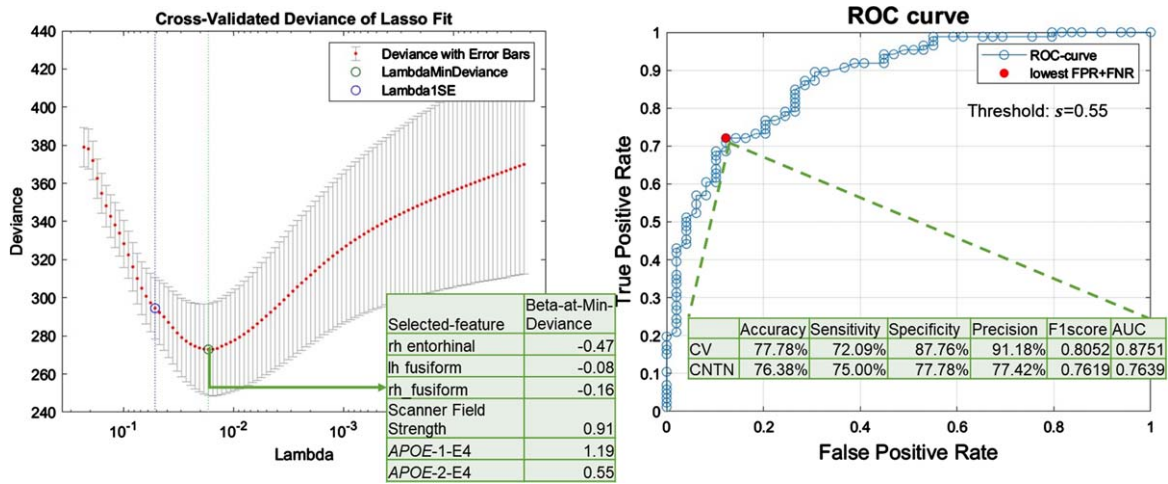 Cross-Validated Deviance of Lasso Fit
440
420
400
380
360
340
320
300
280
260
240
Deviance
Deviance with Error Bars
LambdaMinDeviance
Lambda1SE
10-1
10-2
10-3
Lambda
Selected-feature Beta-at-Min-Deviance
rh entorhinal -0.47
lh fusiform -0.08
rh_fusiform -0.16
Scanner Field Strength 0.91
APOE-1-E4 1.19
APOE-2-E4 0.55
ROC curve
1
0.9
0.8
0.7
0.6
0.5
0.4
0.3
0.2
0.1
0
True Positive Rate
ROC-curve
lowest FPR+FNR
Threshold: s=0.55
Accuracy Sensitivity Specificity Precision F1score AUC
CV 77.78% 72.09% 87.76% 91.18% 0.8052 0.8751
CNTN 76.38% 75.00% 77.78% 77.42% 0.7619 0.7639
0
0.2
0.4
0.6
0.8
1
False Positive Rate